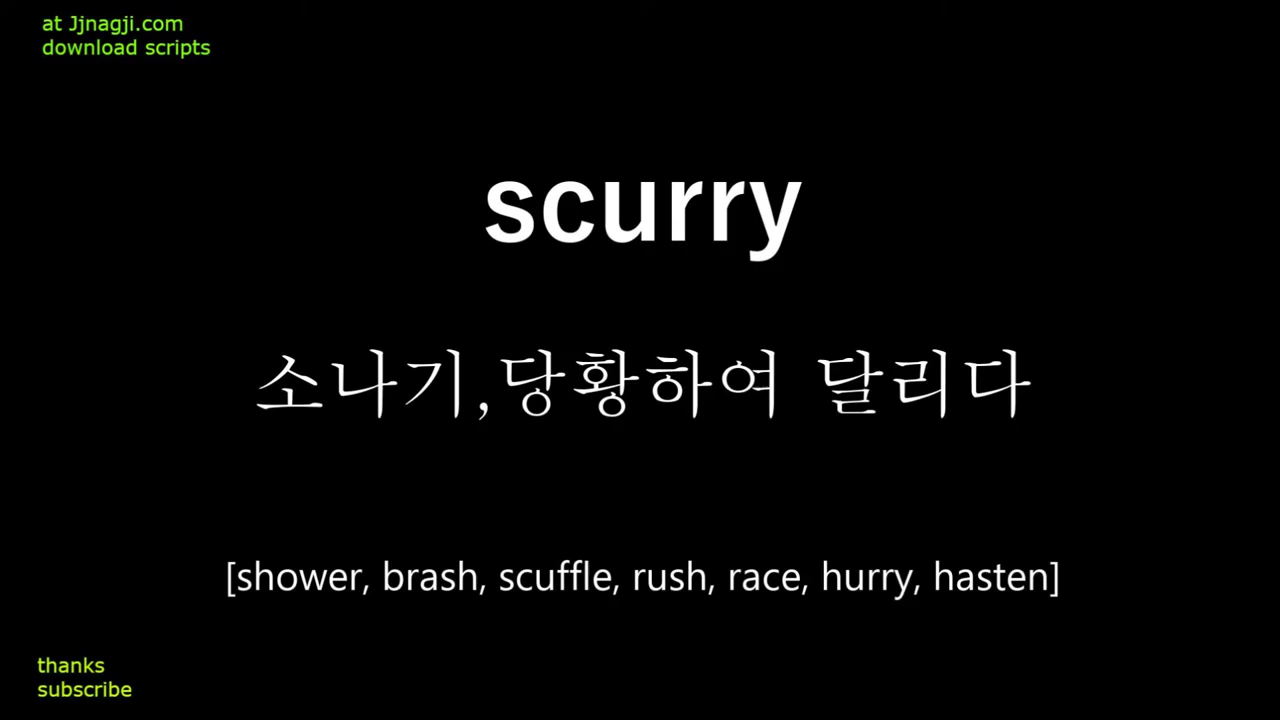 at Jjnagji.com
download scripts
scurry
소나기,당황하여 달리다
[shower, brash, scuffle, rush, race, hurry, hasten]
thanks
subscribe